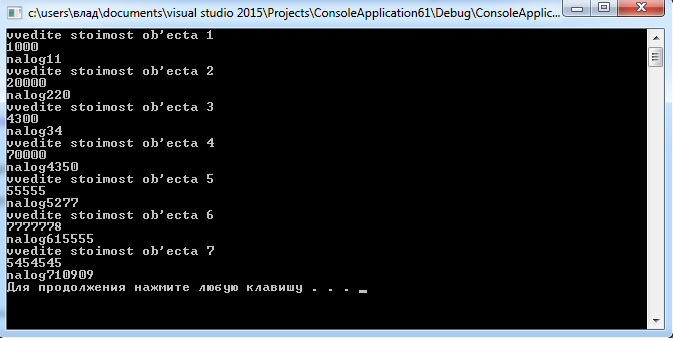 c:\users\влад\documents\visual studio 2015\Projects\ConsoleApplication61\Debug\ConsoleApplic...
vvedite stoimost ob'ecta 1
1000
nalog11
vvedite stoimost ob'ecta 2
20000
nalog220
vvedite stoimost ob'ecta 3
4300
nalog34
vvedite stoimost ob'ecta 4
70000
nalog4350
vvedite stoimost ob'ecta 5
55555
nalog5277
vvedite stoimost ob'ecta 6
7777778
nalog615555
vvedite stoimost ob'ecta 7
5454545
nalog710909
Для продолжения нажмите любую клавишу . . .